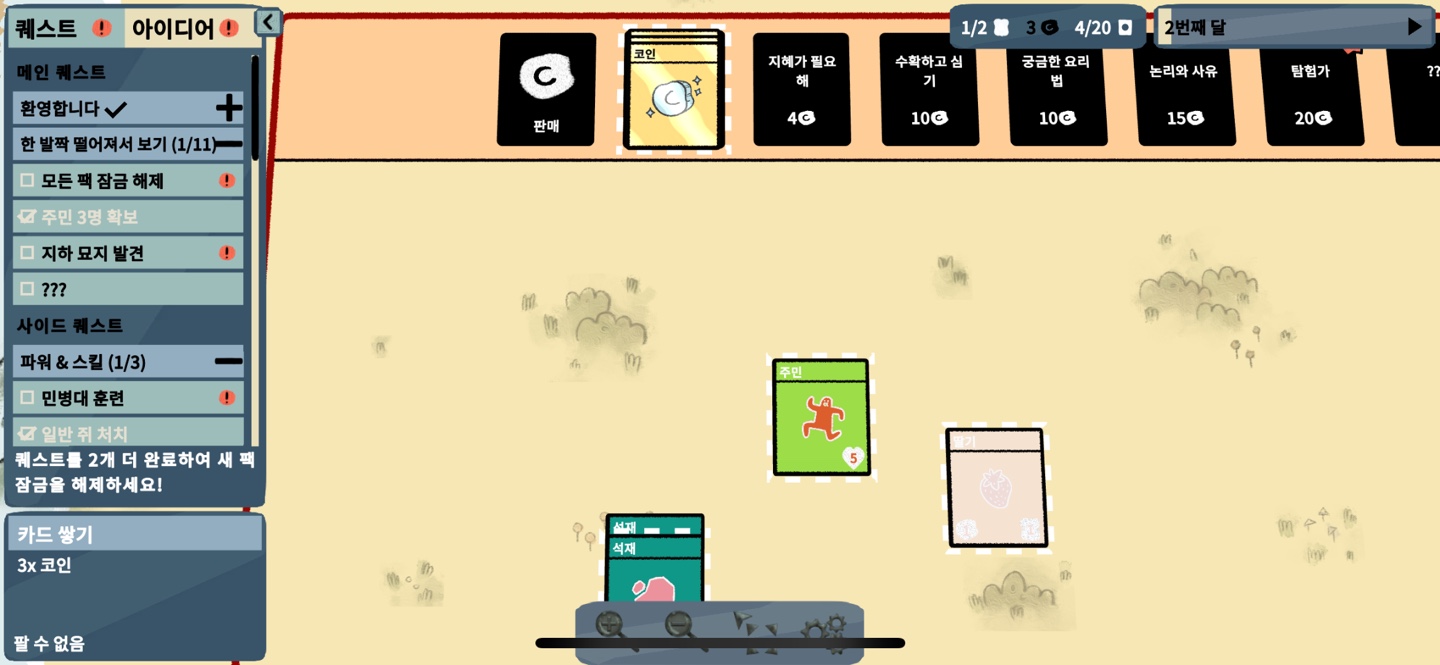 퀘스트
아이디어
메인 퀘스트
환영합니다
한 발짝 떨어져서 보기 (1/11)
모든 팩 잠금 해제
주민 3명 확보
지하 묘지 발견
???
사이드 퀘스트
파워 & 스킬 (1/3)
민병대 훈련
일반 쥐 처치
퀘스트를 2개 더 완료하여 새 팩
잠금을 해제하세요!
카드 쌓기
3x 코인
팔 수 없음
1/2
3
4/20
2번째 달
C
판매
코인
C
지혜가 필요
해
4
수확하고 심
기
10
궁금한 요리
법
10
논리와 사유
15
탐험가
20
??
주민
5
딸기
석재
석재